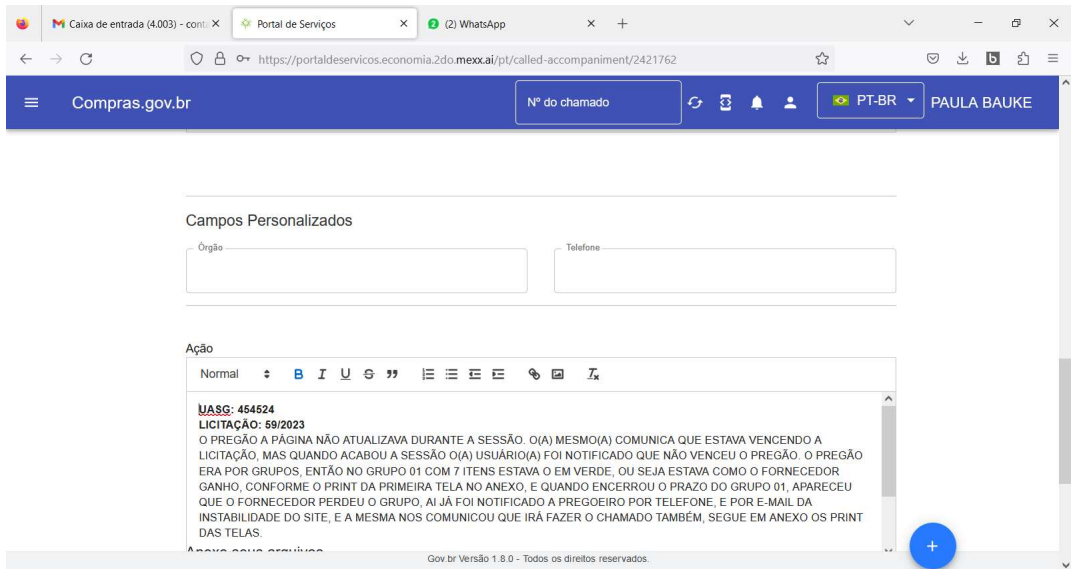 Caixa de entrada (4.003) - conta
Portal de Serviços
(2) WhatsApp
https://portaldeservicos.economia.2do.mexx.ai/pt/called-accompaniment/2421762
Compras.gov.br
Nº do chamado
PT-BR
PAULA BAUKE
Campos Personalizados
Órgão
Telefone
Ação
Normal
UASG: 454524
LICITAÇÃO: 59/2023
O PREGÃO A PÁGINA NÃO ATUALIZAVA DURANTE A SESSÃO. O(A) MESMO(A) COMUNICA QUE ESTAVA VENCENDO A
LICITAÇÃO, MAS QUANDO ACABOU A SESSÃO O(A) USUÁRIO(A) FOI NOTIFICADO QUE NÃO VENCEU O PREGÃO. O PREGÃO
ERA POR GRUPOS, ENTÃO NO GRUPO 01 COM 7 ITENS ESTAVA O EM VERDE, OU SEJA ESTAVA COMO O FORNECEDOR
GANHO, CONFORME O PRINT DA PRIMEIRA TELA NO ANEXO, E QUANDO ENCERROU O PRAZO DO GRUPO 01, APARECEU
QUE O FORNECEDOR PERDEU O GRUPO, AI JÁ FOI NOTIFICADO A PREGOEIRO POR TELEFONE, E POR E-MAIL DA
INSTABILIDADE DO SITE, E A MESMA NOS COMUNICOU QUE IRÁ FAZER O CHAMADO TAMBÉM, SEGUE EM ANEXO OS PRINT
DAS TELAS.
Anexe seus arquivos
Gov.br Versão 1.8.0 - Todos os direitos reservados.